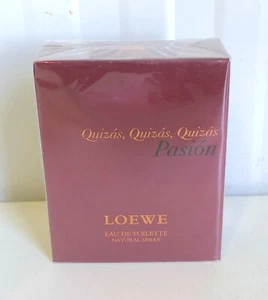 Quizás, Quizás, Quizás
Pasión
LOEWE
EAU DE TOILETTE
NATURAL SPRAY